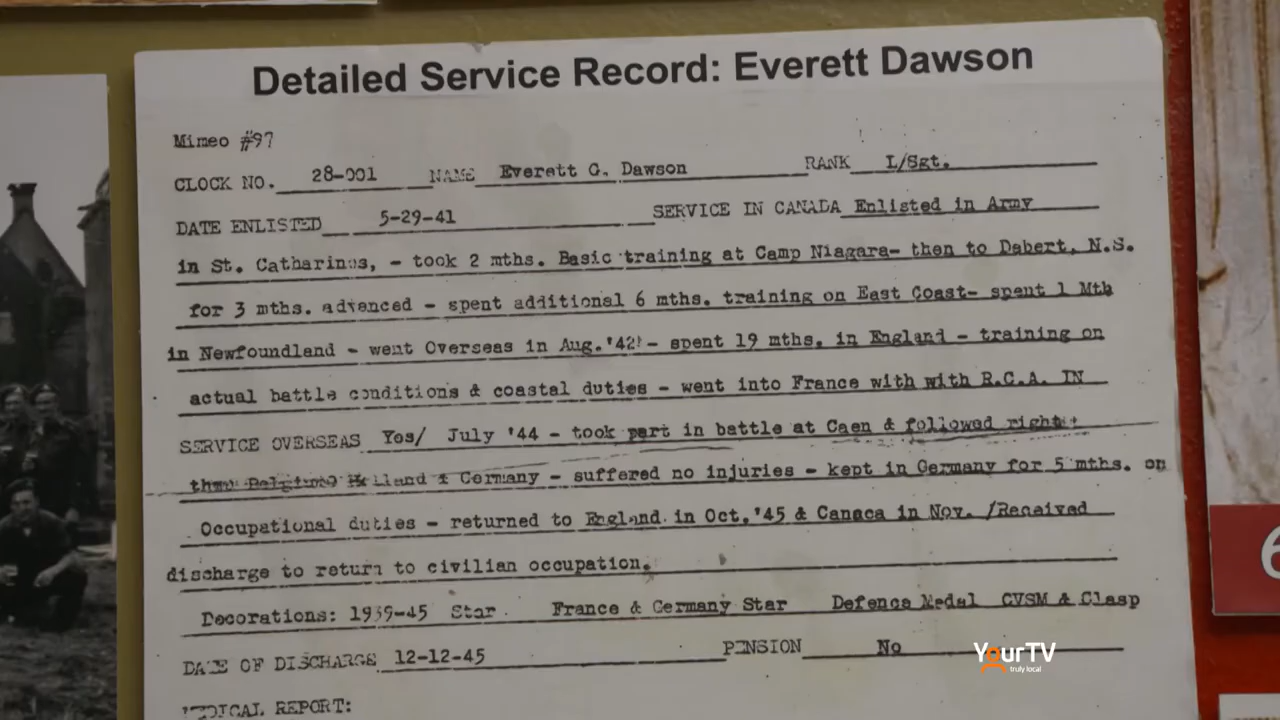 Detailed Service Record: Everett Dawson
Mimeo #97
CLOCK NO. 28-001 NAME Everett G. Dawson RANK L/Sgt.
DATE ENLISTED 5-29-41 SERVICE IN CANADA Enlisted in Army
in St. Catharines, - took 2 mths. Basic training at Camp Niagara- then to Debert, N.S.
for 3 mths. advanced - spent additional 6 mths. training on East Coast- spent 1 Mth
in Newfoundland - went Overseas in Aug.'42' - spent 19 mths. in England - training on
actual battle conditions & coastal duties - went into France with with R.C.A. IN
SERVICE OVERSEAS Yes/ July '44 - took part in battle at Caen & followed right
thru Belgium Holland & Germany - suffered no injuries - kept in Germany for 5 mths. on
Occupational duties - returned to England in Oct.'45 & Canada in Nov. /Received
discharge to return to civilian occupation.
Decorations: 1939-45 Star France & Germany Star Defence Medal CVSM & Clasp
DATE OF DISCHARGE 12-12-45 PENSION No
MEDICAL REPORT:
6
YourTV
truly local